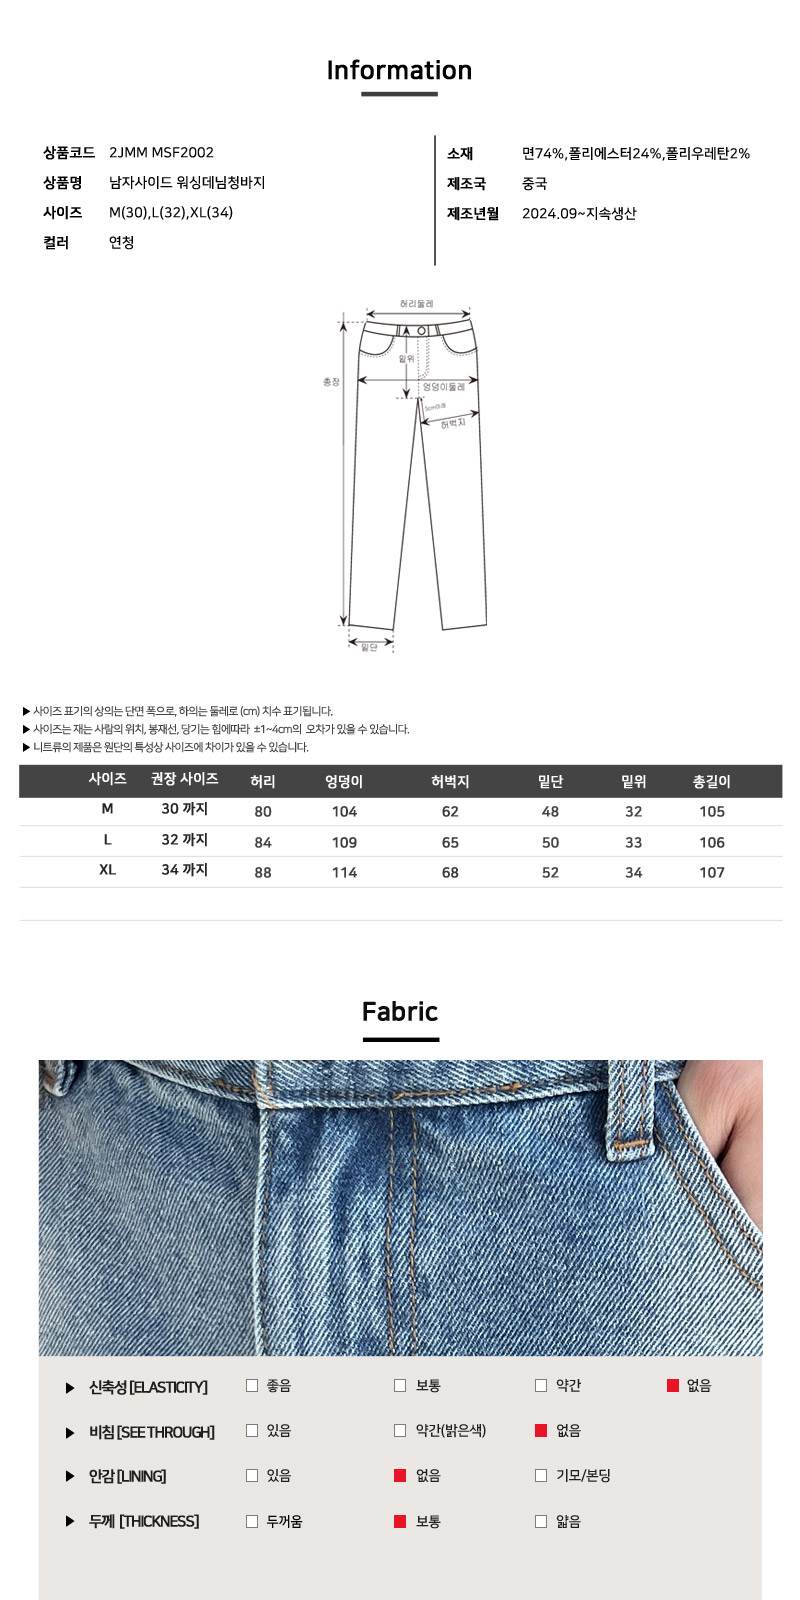 Information
상품코드 2JMM MSF2002
상품명 남자사이드 워싱데님청바지
사이즈 M(30),L(32),XL(34)
컬러 연청
소재 면74%,폴리에스터24%,폴리우레탄2%
제조국 중국
제조년월 2024.09~지속생산
허리둘레
밑위
총장
엉덩이둘레
5cm아래
허벅지
밑단
▶ 사이즈 표기의 상의는 단면 폭으로, 하의는 둘레로 (cm) 치수 표기됩니다.
▶ 사이즈는 재는 사람의 위치, 봉재선, 당기는 힘에따라 ±1~4cm의 오차가 있을 수 있습니다.
▶ 니트류의 제품은 원단의 특성상 사이즈에 차이가 있을 수 있습니다.
사이즈 권장 사이즈 허리 엉덩이 허벅지 밑단 밑위 총길이
M 30 까지 80 104 62 48 32 105
L 32 까지 84 109 65 50 33 106
XL 34 까지 88 114 68 52 34 107
Fabric
▶ 신축성 [ELASTICITY] 좋음 보통 약간 없음
▶ 비침 [SEE THROUGH] 있음 약간(밝은색) 없음
▶ 안감 [LINING] 있음 없음 기모/본딩
▶ 두께 [THICKNESS] 두꺼움 보통 얇음